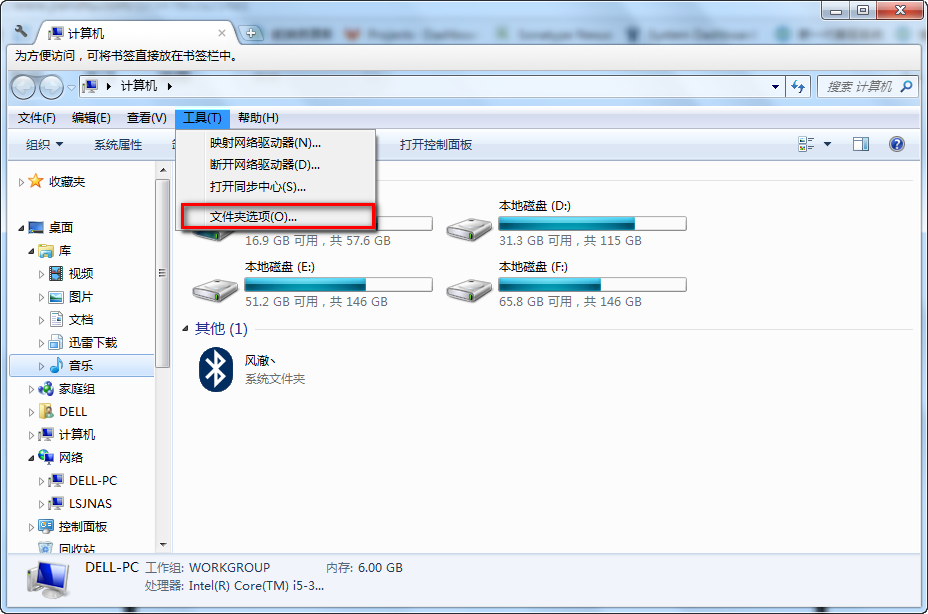 计算机
为方便访问，可将书签直接放在书签栏中。
计算机
搜索 计算机
文件(F) 编辑(E) 查看(V) 工具(T) 帮助(H)
组织 系统属性 打开控制面板
映射网络驱动器(N)...
断开网络驱动器(D)...
打开同步中心(S)...
文件夹选项(O)...
收藏夹
桌面
库
视频
图片
文档
迅雷下载
音乐
家庭组
DELL
计算机
网络
DELL-PC
LSJNAS
控制面板
回收站
16.9 GB 可用，共 57.6 GB
本地磁盘 (D:)
31.3 GB 可用，共 115 GB
本地磁盘 (E:)
51.2 GB 可用，共 146 GB
本地磁盘 (F:)
65.8 GB 可用，共 146 GB
其他 (1)
风澈丶
系统文件夹
DELL-PC 工作组: WORKGROUP 内存: 6.00 GB
处理器: Intel(R) Core(TM) i5-3...